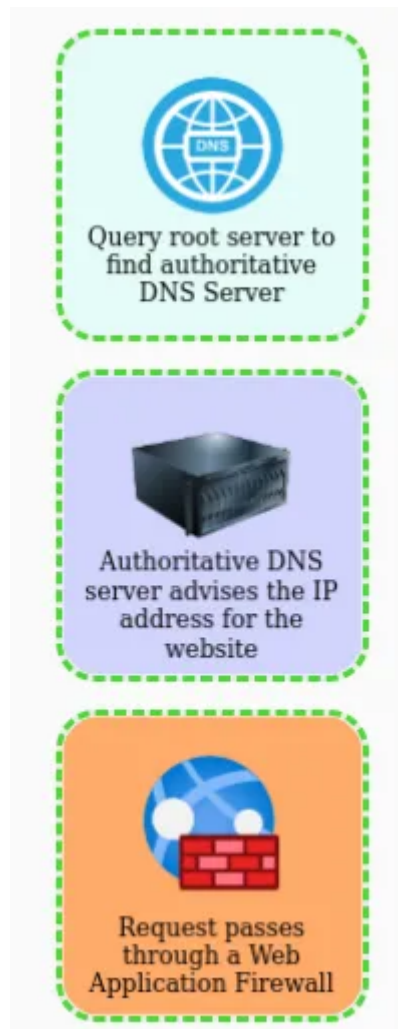 DNS
Query root server to
find authoritative
DNS Server
Authoritative DNS
server advises the IP
address for the
website
Request passes
through a Web
Application Firewall